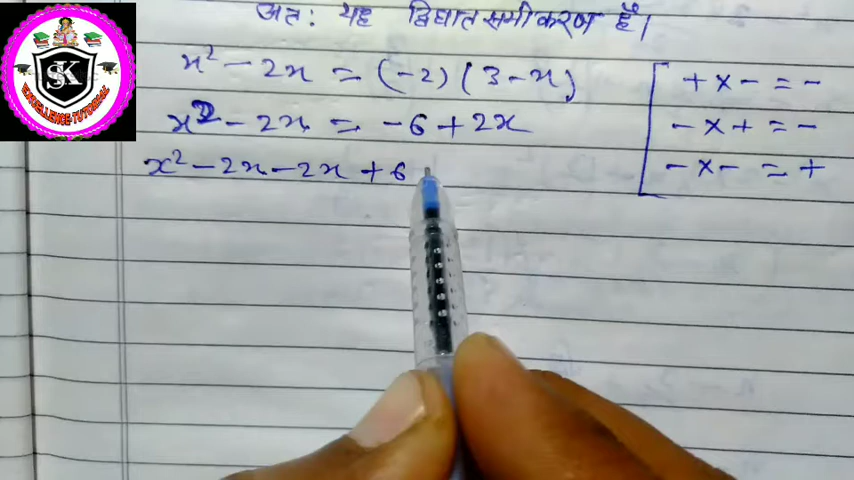 अतः यह द्विघात समीकरण है।
x² - 2x = (-2) (3-x)
x² - 2x = -6 + 2x
x² - 2x - 2x + 6
+ x - = -
- x + = -
- x - = +
SK
EXCELLENCE TUTORIAL